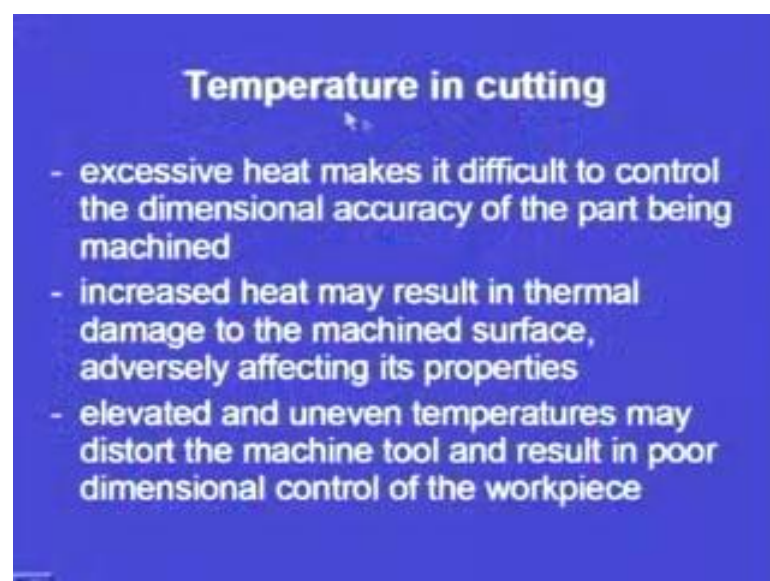 Temperature in cutting
- excessive heat makes it difficult to control
the dimensional accuracy of the part being
machined
- increased heat may result in thermal
damage to the machined surface,
adversely affecting its properties
- elevated and uneven temperatures may
distort the machine tool and result in poor
dimensional control of the workpiece